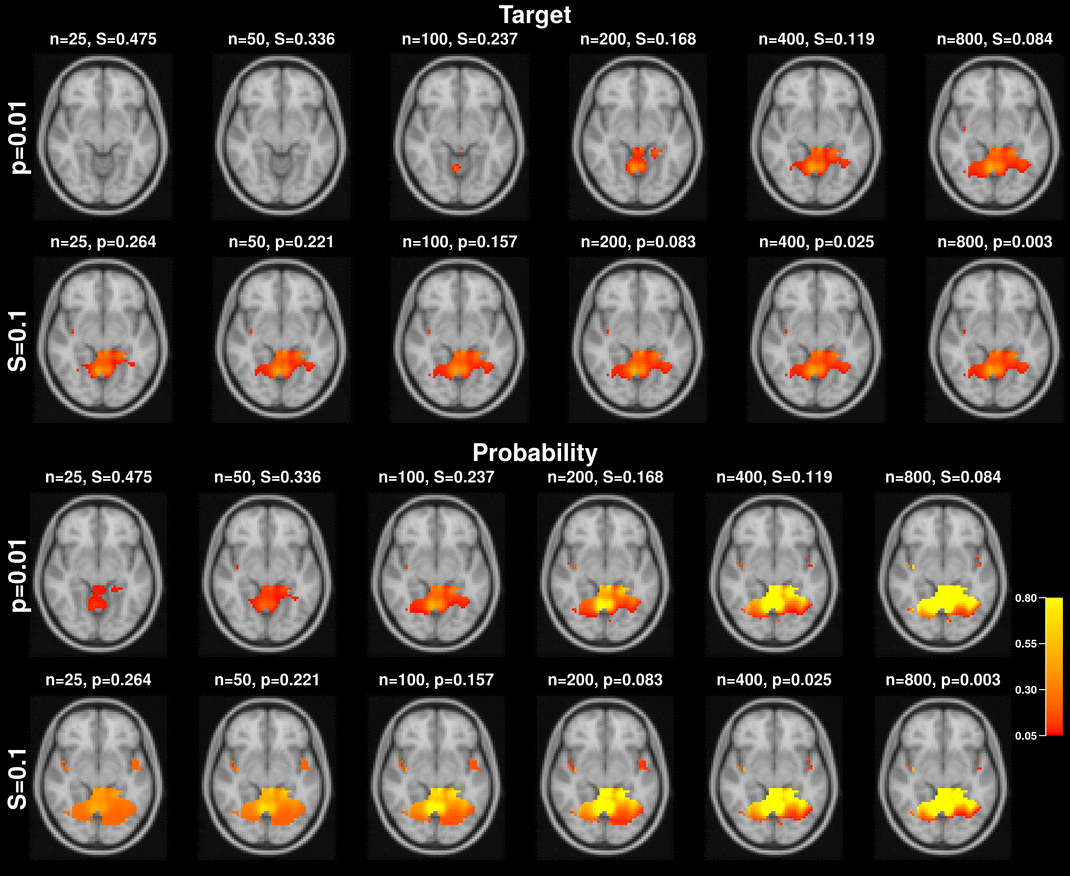 Target
n=25, S=0.475 n=50, S=0.336 n=100, S=0.237 n=200, S=0.168 n=400, S=0.119 n=800, S=0.084
p=0.01
n=25, p=0.264 n=50, p=0.221 n=100, p=0.157 n=200, p=0.083 n=400, p=0.025 n=800, p=0.003
S=0.1
Probability
n=25, S=0.475 n=50, S=0.336 n=100, S=0.237 n=200, S=0.168 n=400, S=0.119 n=800, S=0.084
p=0.01
0.80
0.55
0.30
0.05
n=25, p=0.264 n=50, p=0.221 n=100, p=0.157 n=200, p=0.083 n=400, p=0.025 n=800, p=0.003
S=0.1